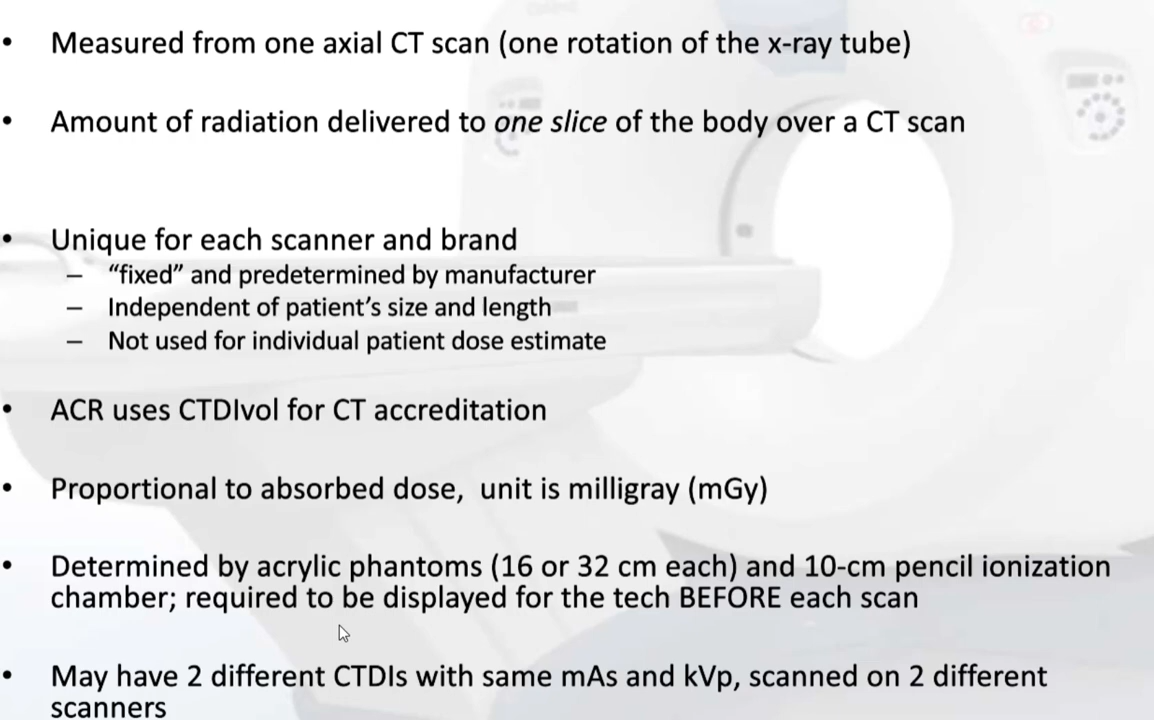 • Measured from one axial CT scan (one rotation of the x-ray tube)
• Amount of radiation delivered to one slice of the body over a CT scan
• Unique for each scanner and brand
– “fixed” and predetermined by manufacturer
– Independent of patient’s size and length
– Not used for individual patient dose estimate
• ACR uses CTDIvol for CT accreditation
• Proportional to absorbed dose,  unit is milligray (mGy)
• Determined by acrylic phantoms (16 or 32 cm each) and 10-cm pencil ionization
chamber; required to be displayed for the tech BEFORE each scan
• May have 2 different CTDIs with same mAs and kVp, scanned on 2 different
scanners